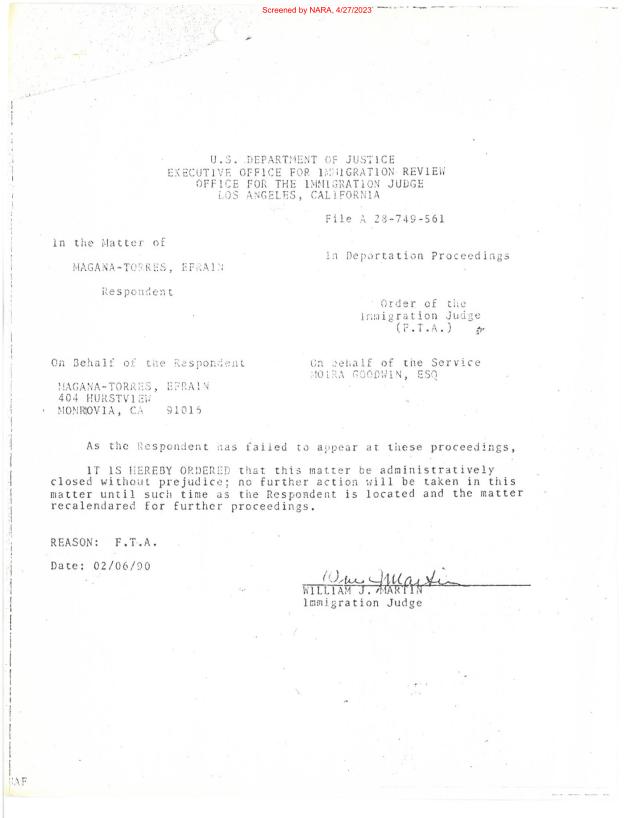 Screened by NARA, 4/27/2023
U.S. DEPARTMENT OF JUSTICE
EXECUTIVE OFFICE FOR IMMIGRATION REVIEW
OFFICE FOR THE IMMIGRATION JUDGE
LOS ANGELES, CALIFORNIA
File A 28-749-561
In the Matter of
In Deportation Proceedings
MAGANA-TORRES, EFRAIN
Respondent
Order of the
Immigration Judge
(F.T.A.)
On Behalf of the Respondent
On Behalf of the Service
MOIRA GOODWIN, ESQ
MAGANA-TORRES, EFRAIN
404 HURSTVIEW
MONROVIA, CA 91015
As the Respondent has failed to appear at these proceedings,
IT IS HEREBY ORDERED that this matter be administratively
closed without prejudice; no further action will be taken in this
matter until such time as the Respondent is located and the matter
recalendared for further proceedings.
REASON: F.T.A.
Date: 02/06/90
Wm J Martin
WILLIAM J. MARTIN
Immigration Judge